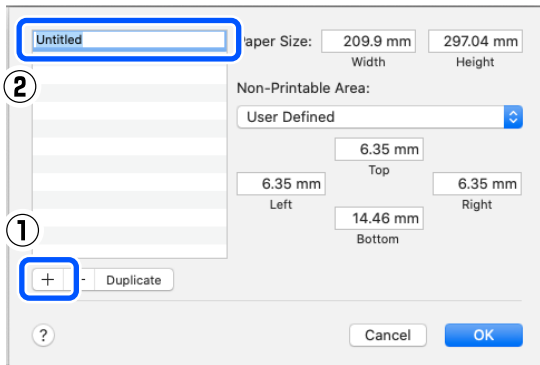 Untitled
Paper Size:
209.9 mm
297.04 mm
Width
Height
②
Non-Printable Area:
User Defined
6.35 mm
Top
6.35 mm
6.35 mm
Left
Right
①
14.46 mm
Bottom
+
-
Duplicate
?
Cancel
OK